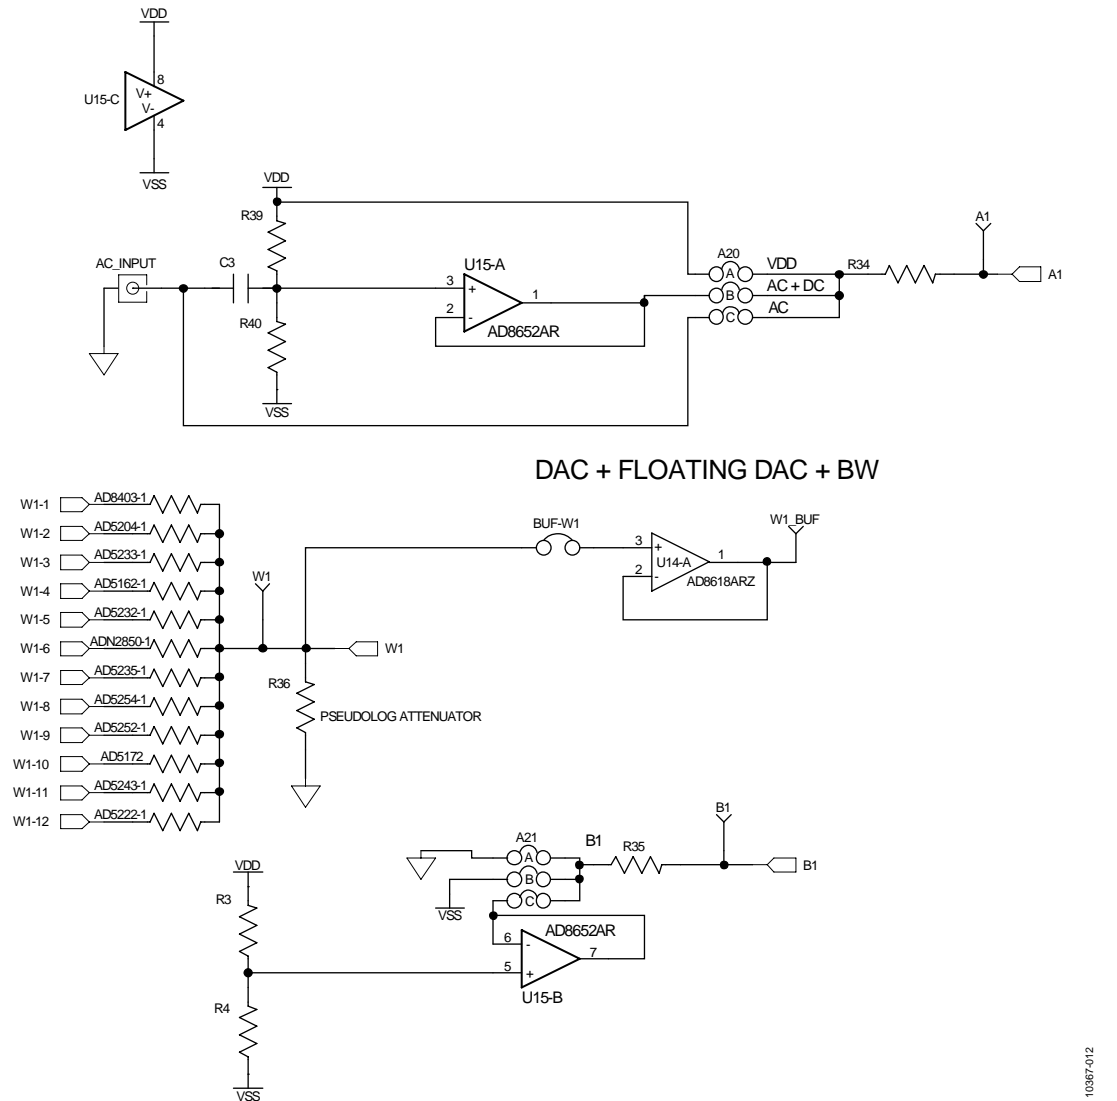 VDD
8
U15-C
V+
V-
4
VSS
VDD
R39
A1
AC_INPUT
C3
U15-A
A20
A
VDD
R34
A1
3
+
1
B
AC + DC
2
-
C
AC
R40
AD8652AR
VSS
DAC + FLOATING DAC + BW
W1-1 AD8403-1
W1-2 AD5204-1
W1-3 AD5233-1
W1-4 AD5162-1
W1-5 AD5232-1
W1-6 ADN2850-1
W1-7 AD5235-1
W1-8 AD5254-1
W1-9 AD5252-1
W1-10 AD5172
W1-11 AD5243-1
W1-12 AD5222-1
BUF-W1
W1_BUF
3
+
U14-A
1
2
-
AD8618ARZ
W1
W1
R36
PSEUDOLOG ATTENUATOR
A21
B1
R35
B1
B1
A
B
C
VSS
VDD
R3
AD8652AR
6
-
7
5
+
U15-B
R4
VSS
10367-012